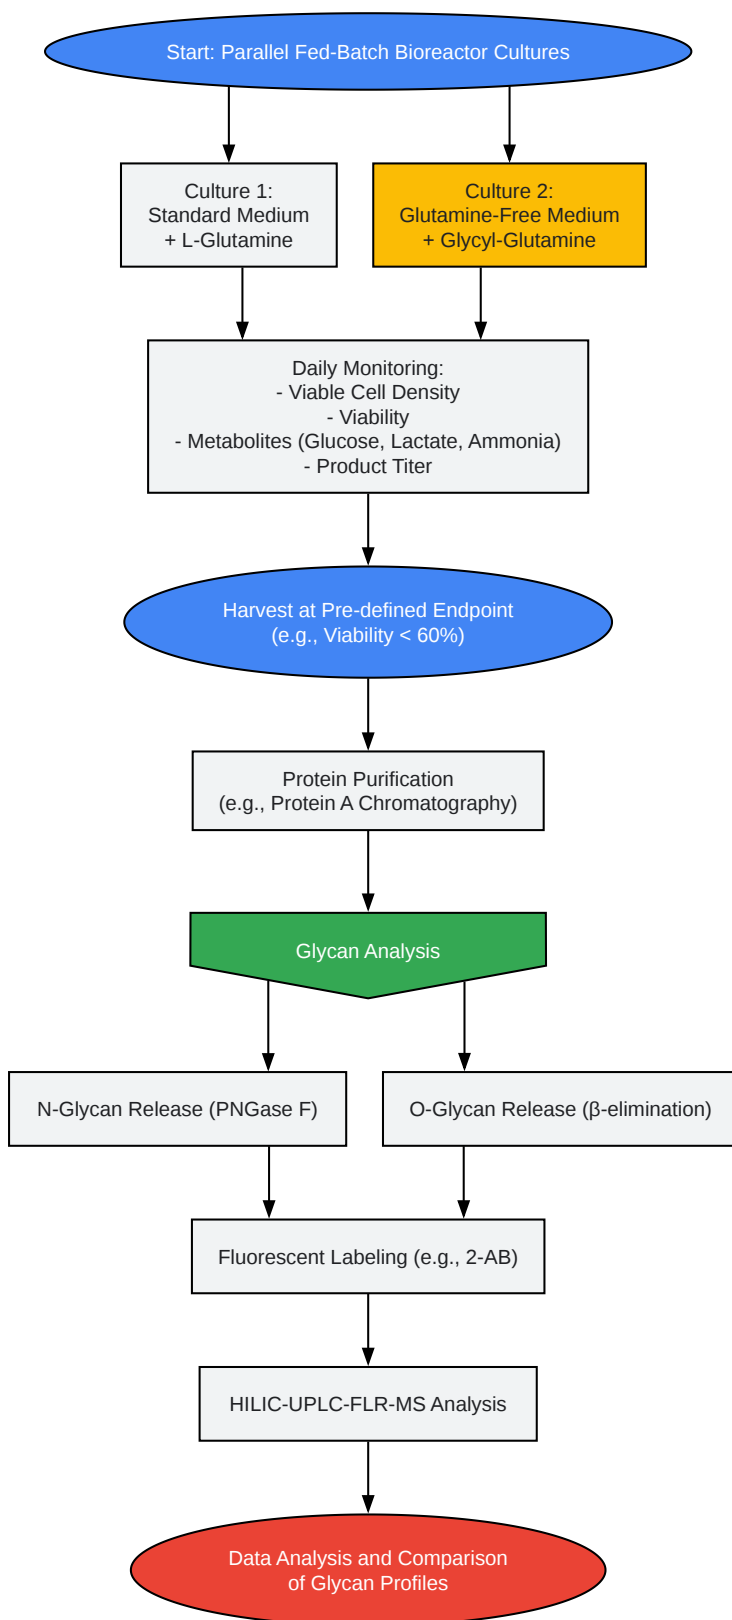 Start: Parallel Fed-Batch Bioreactor Cultures
Culture 1:
Standard Medium
+ L-Glutamine
Culture 2:
Glutamine-Free Medium
+ Glycyl-Glutamine
Daily Monitoring:
- Viable Cell Density
- Viability
- Metabolites (Glucose, Lactate, Ammonia)
- Product Titer
Harvest at Pre-defined Endpoint
(e.g., Viability < 60%)
Protein Purification
(e.g., Protein A Chromatography)
Glycan Analysis
N-Glycan Release (PNGase F)
O-Glycan Release (β-elimination)
Fluorescent Labeling (e.g., 2-AB)
HILIC-UPLC-FLR-MS Analysis
Data Analysis and Comparison
of Glycan Profiles